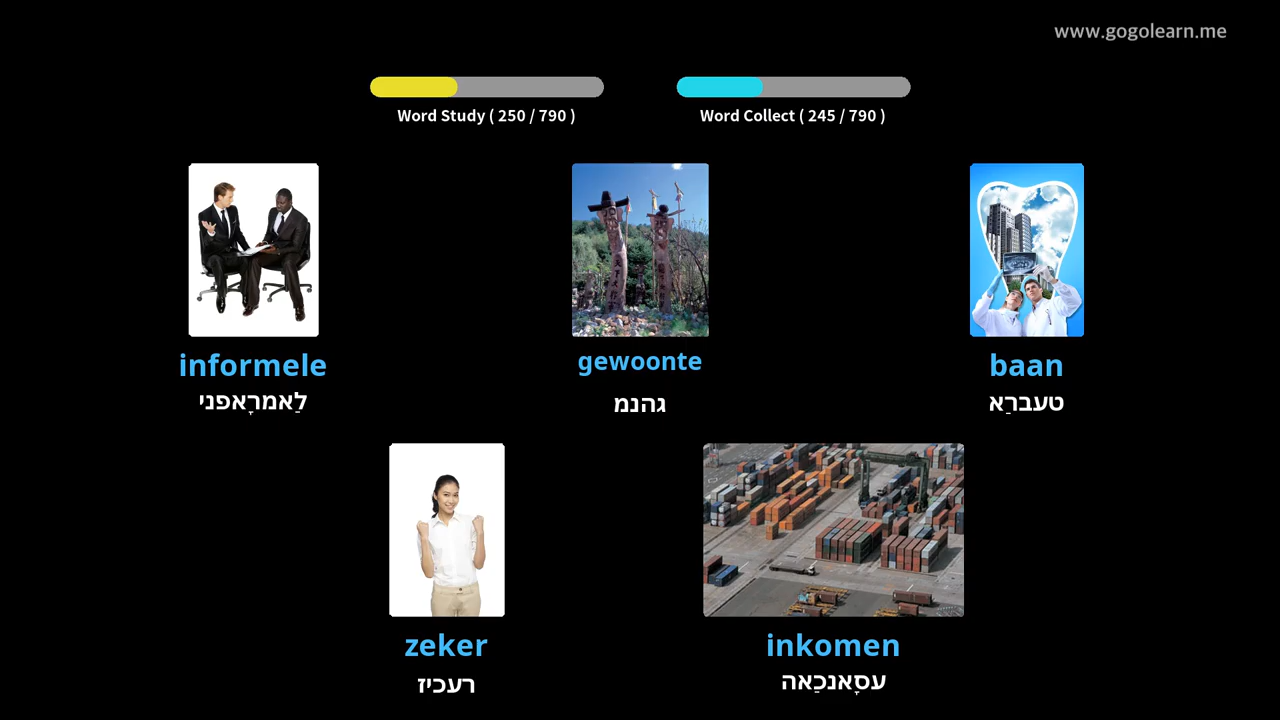 www.gogolearn.me
Word Study ( 250 / 790 )
Word Collect ( 245 / 790 )
informele
לַאמרָאפני
gewoonte
גהנמ
baan
טעברַא
zeker
רעכיז
inkomen
עסָאנכַאה